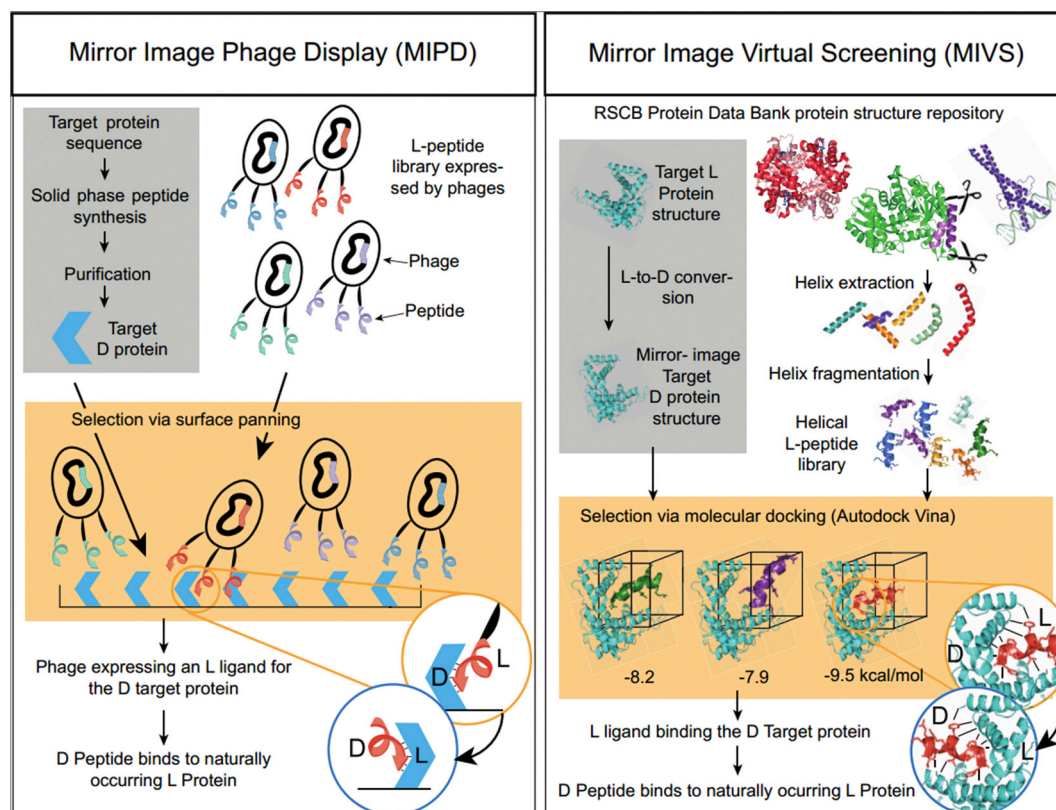 Mirror Image Phage Display (MIPD)
Target protein
sequence
Solid phase peptide
synthesis
Purification
Target
D protein
L-peptide
library expres-
sed by phages
Phage
Peptide
Selection via surface panning
D
L
Phage expressing an L ligand for
the D target protein
D
L
D Peptide binds to naturally
occurring L Protein
Mirror Image Virtual Screening (MIVS)
RSCB Protein Data Bank protein structure repository
Target L
Protein
structure
L-to-D conver-
sion
Mirror- image
Target
D protein
structure
Helix extraction
Helix fragmentation
Helical
L-peptide
library
Selection via molecular docking (Autodock Vina)
-8.2
-7.9
-9.5 kcal/mol
L
D
L ligand binding the D Target protein
D
L
D Peptide binds to naturally occurring L Protein